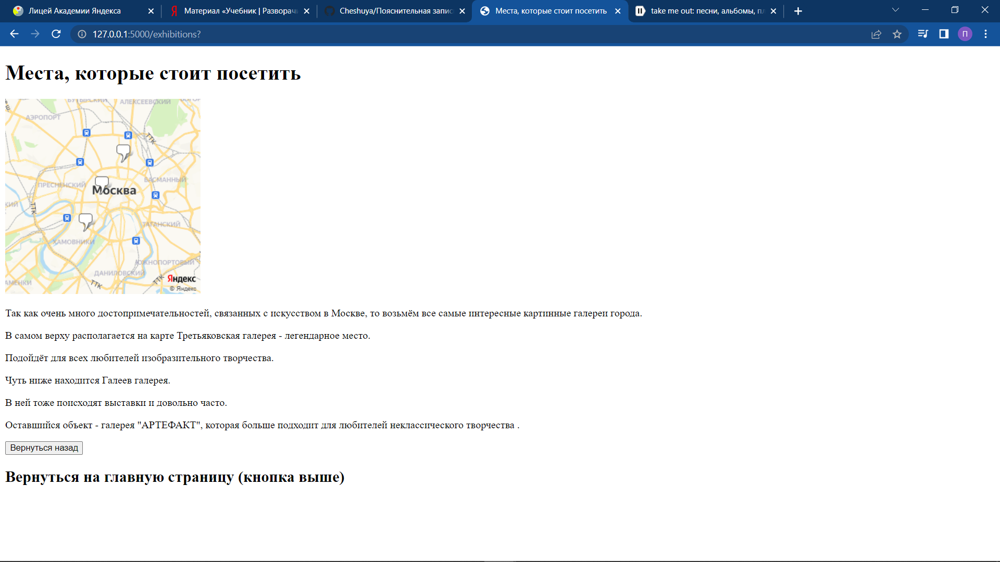 Лицей Академии Яндекса
Материал «Учебник | Разворачи
Cheshuya/Пояснительная запис
Места, которые стоит посетить
take me out: песни, альбомы, пл
127.0.0.1:5000/exhibitions?
П
Места, которые стоит посетить
БУТЫРСКИЙ
АЛЕКСЕЕВСКИЙ
АЭРОПОРТ
ТТК
БАСМАННЫЙ
ПРЕСНЕНСКИЙ
Москва
КИЙ
ТТК
ТАГАНСКИЙ
ХАМОВНИКИ
ЮЖНОПОРТОВЫЙ
ДАНИЛОВСКИЙ
АМЕНКИ
ТТК
ТТК
Яндекс
© Яндекс
Так как очень много достопримечательностей, связанных с искусством в Москве, то возьмём все самые интересные картинные галереи города.
В самом верху располагается на карте Третьяковская галерея - легендарное место.
Подойдёт для всех любителей изобразительного творчества.
Чуть ниже находится Галеев галерея.
В ней тоже поисходят выставки и довольно часто.
Оставшийся объект - галерея "АРТЕФАКТ", которая больше подходит для любителей неклассического творчества .
Вернуться назад
Вернуться на главную страницу (кнопка выше)